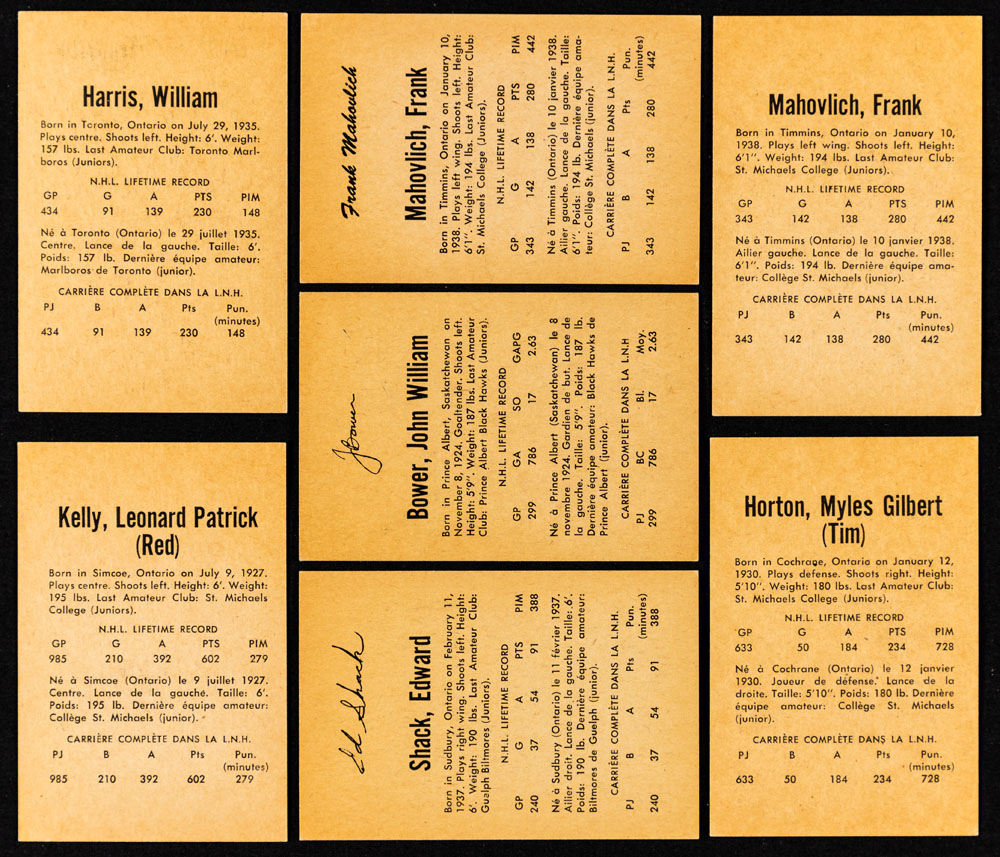 Harris, William
Born in Toronto, Ontario on July 29, 1935.
Plays centre. Shoots left. Height: 6'. Weight:
157 lbs. Last Amateur Club: Toronto Marl-
boros (Juniors).
N.H.L. LIFETIME RECORD
GP G A PTS PIM
434 91 139 230 148
Né à Toronto (Ontario) le 29 juillet 1935.
Centre. Lance de la gauche. Taille: 6'.
Poids: 157 lb. Dernière équipe amateur:
Marlboros de Toronto (junior).
CARRIÈRE COMPLÈTE DANS LA L.N.H.
PJ B A Pts Pun.
(minutes)
434 91 139 230 148
Frank Mahovlich
Mahovlich, Frank
Born in Timmins, Ontario on January 10,
1938. Plays left wing. Shoots left. Height:
6'1". Weight: 194 lbs. Last Amateur Club:
St. Michaels College (Juniors).
N.H.L. LIFETIME RECORD
GP G A PTS PIM
343 142 138 280 442
Né à Timmins (Ontario) le 10 janvier 1938.
Ailier gauche. Lance de la gauche. Taille:
6'1". Poids: 194 lb. Dernière équipe ama-
teur: Collège St. Michaels (junior).
CARRIÈRE COMPLÈTE DANS LA L.N.H.
PJ B A Pts Pun.
(minutes)
343 142 138 280 442
Mahovlich, Frank
Born in Timmins, Ontario on January 10,
1938. Plays left wing. Shoots left. Height:
6'1". Weight: 194 lbs. Last Amateur Club:
St. Michaels College (Juniors).
N.H.L. LIFETIME RECORD
GP G A PTS PIM
343 142 138 280 442
Né à Timmins (Ontario) le 10 janvier 1938.
Ailier gauche. Lance de la gauche. Taille:
6'1". Poids: 194 lb. Dernière équipe ama-
teur: Collège St. Michaels (junior).
CARRIÈRE COMPLÈTE DANS LA L.N.H.
PJ B A Pts Pun.
(minutes)
343 142 138 280 442
J Bower
Bower, John William
Born in Prince Albert, Saskatchewan on
November 8, 1924. Goaltender. Shoots left.
Height: 5'9". Weight: 187 lbs. Last Amateur
Club: Prince Albert Black Hawks (Juniors).
N.H.L. LIFETIME RECORD
GP GA SO GAPG
299 786 17 2.63
Né à Prince Albert (Saskatchewan) le 8
novembre 1924. Gardien de but. Lance de
la gauche. Taille: 5'9". Poids: 187 lb.
Dernière équipe amateur: Black Hawks de
Prince Albert (junior).
CARRIÈRE COMPLÈTE DANS LA L.N.H
PJ BC Bl. Moy.
299 786 17 2.63
Kelly, Leonard Patrick
(Red)
Born in Simcoe, Ontario on July 9, 1927.
Plays centre. Shoots left. Height: 6'. Weight:
195 lbs. Last Amateur Club: St. Michaels
College (Juniors).
N.H.L. LIFETIME RECORD
GP G A PTS PIM
985 210 392 602 279
Né à Simcoe (Ontario) le 9 juillet 1927.
Centre. Lance de la gauche. Taille: 6'.
Poids: 195 lb. Dernière équipe amateur:
Collège St. Michaels (junior).
CARRIÈRE COMPLÈTE DANS LA L.N.H.
PJ B A Pts Pun.
(minutes)
985 210 392 602 279
Ed Shack
Shack, Edward
Born in Sudbury, Ontario on February 11,
1937. Plays right wing. Shoots left. Height:
6'. Weight: 190 lbs. Last Amateur Club:
Guelph Biltmores (Juniors).
N.H.L. LIFETIME RECORD
GP G A PTS PIM
240 37 54 91 388
Né à Sudbury (Ontario) le 11 février 1937.
Ailier droit. Lance de la gauche. Taille: 6'.
Poids: 190 lb. Dernière équipe amateur:
Biltmores de Guelph (junior).
CARRIÈRE COMPLÈTE DANS LA L.N.H.
PJ B A Pts Pun.
(minutes)
240 37 54 91 388
Horton, Myles Gilbert
(Tim)
Born in Cochrane, Ontario on January 12,
1930. Plays defense. Shoots right. Height:
5'10". Weight: 180 lbs. Last Amateur Club:
St. Michaels College (Juniors).
N.H.L. LIFETIME RECORD
GP G A PTS PIM
633 50 184 234 728
Né à Cochrane (Ontario) le 12 janvier
1930. Joueur de défense. Lance de la
droite. Taille: 5'10". Poids: 180 lb. Dernière
équipe amateur: Collège St. Michaels
(junior).
CARRIÈRE COMPLÈTE DANS LA L.N.H.
PJ B A Pts Pun.
(minutes)
633 50 184 234 728